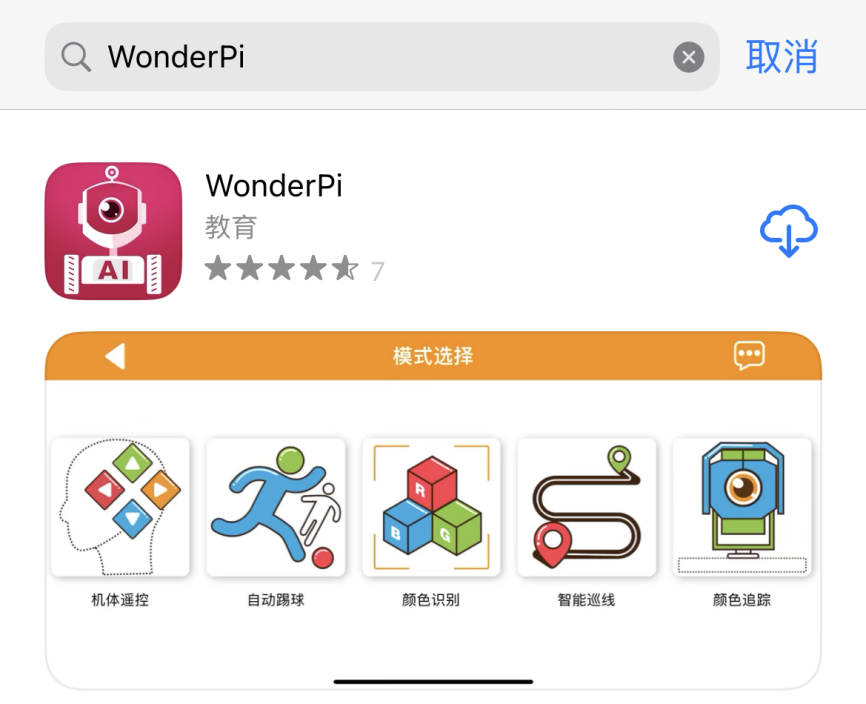 WonderPi
取消
WonderPi
教育
7
AI
模式选择
R
B
G
机体遥控
自动踢球
颜色识别
智能巡线
颜色追踪